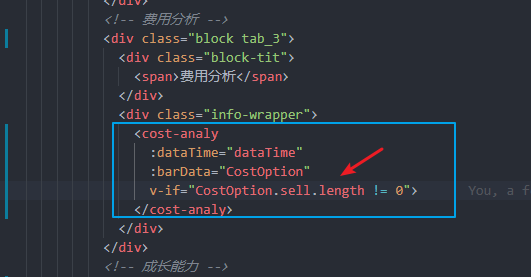 </div>
<!-- 费用分析 -->
<div class="block tab_3">
<div class="block-tit">
<span>费用分析</span>
</div>
<div class="info-wrapper">
<cost-analy
:dataTime="dataTime"
:barData="CostOption"
v-if="CostOption.sell.length != 0"> You, a f
</cost-analy>
</div>
</div>
<!-- 成长能力 -->